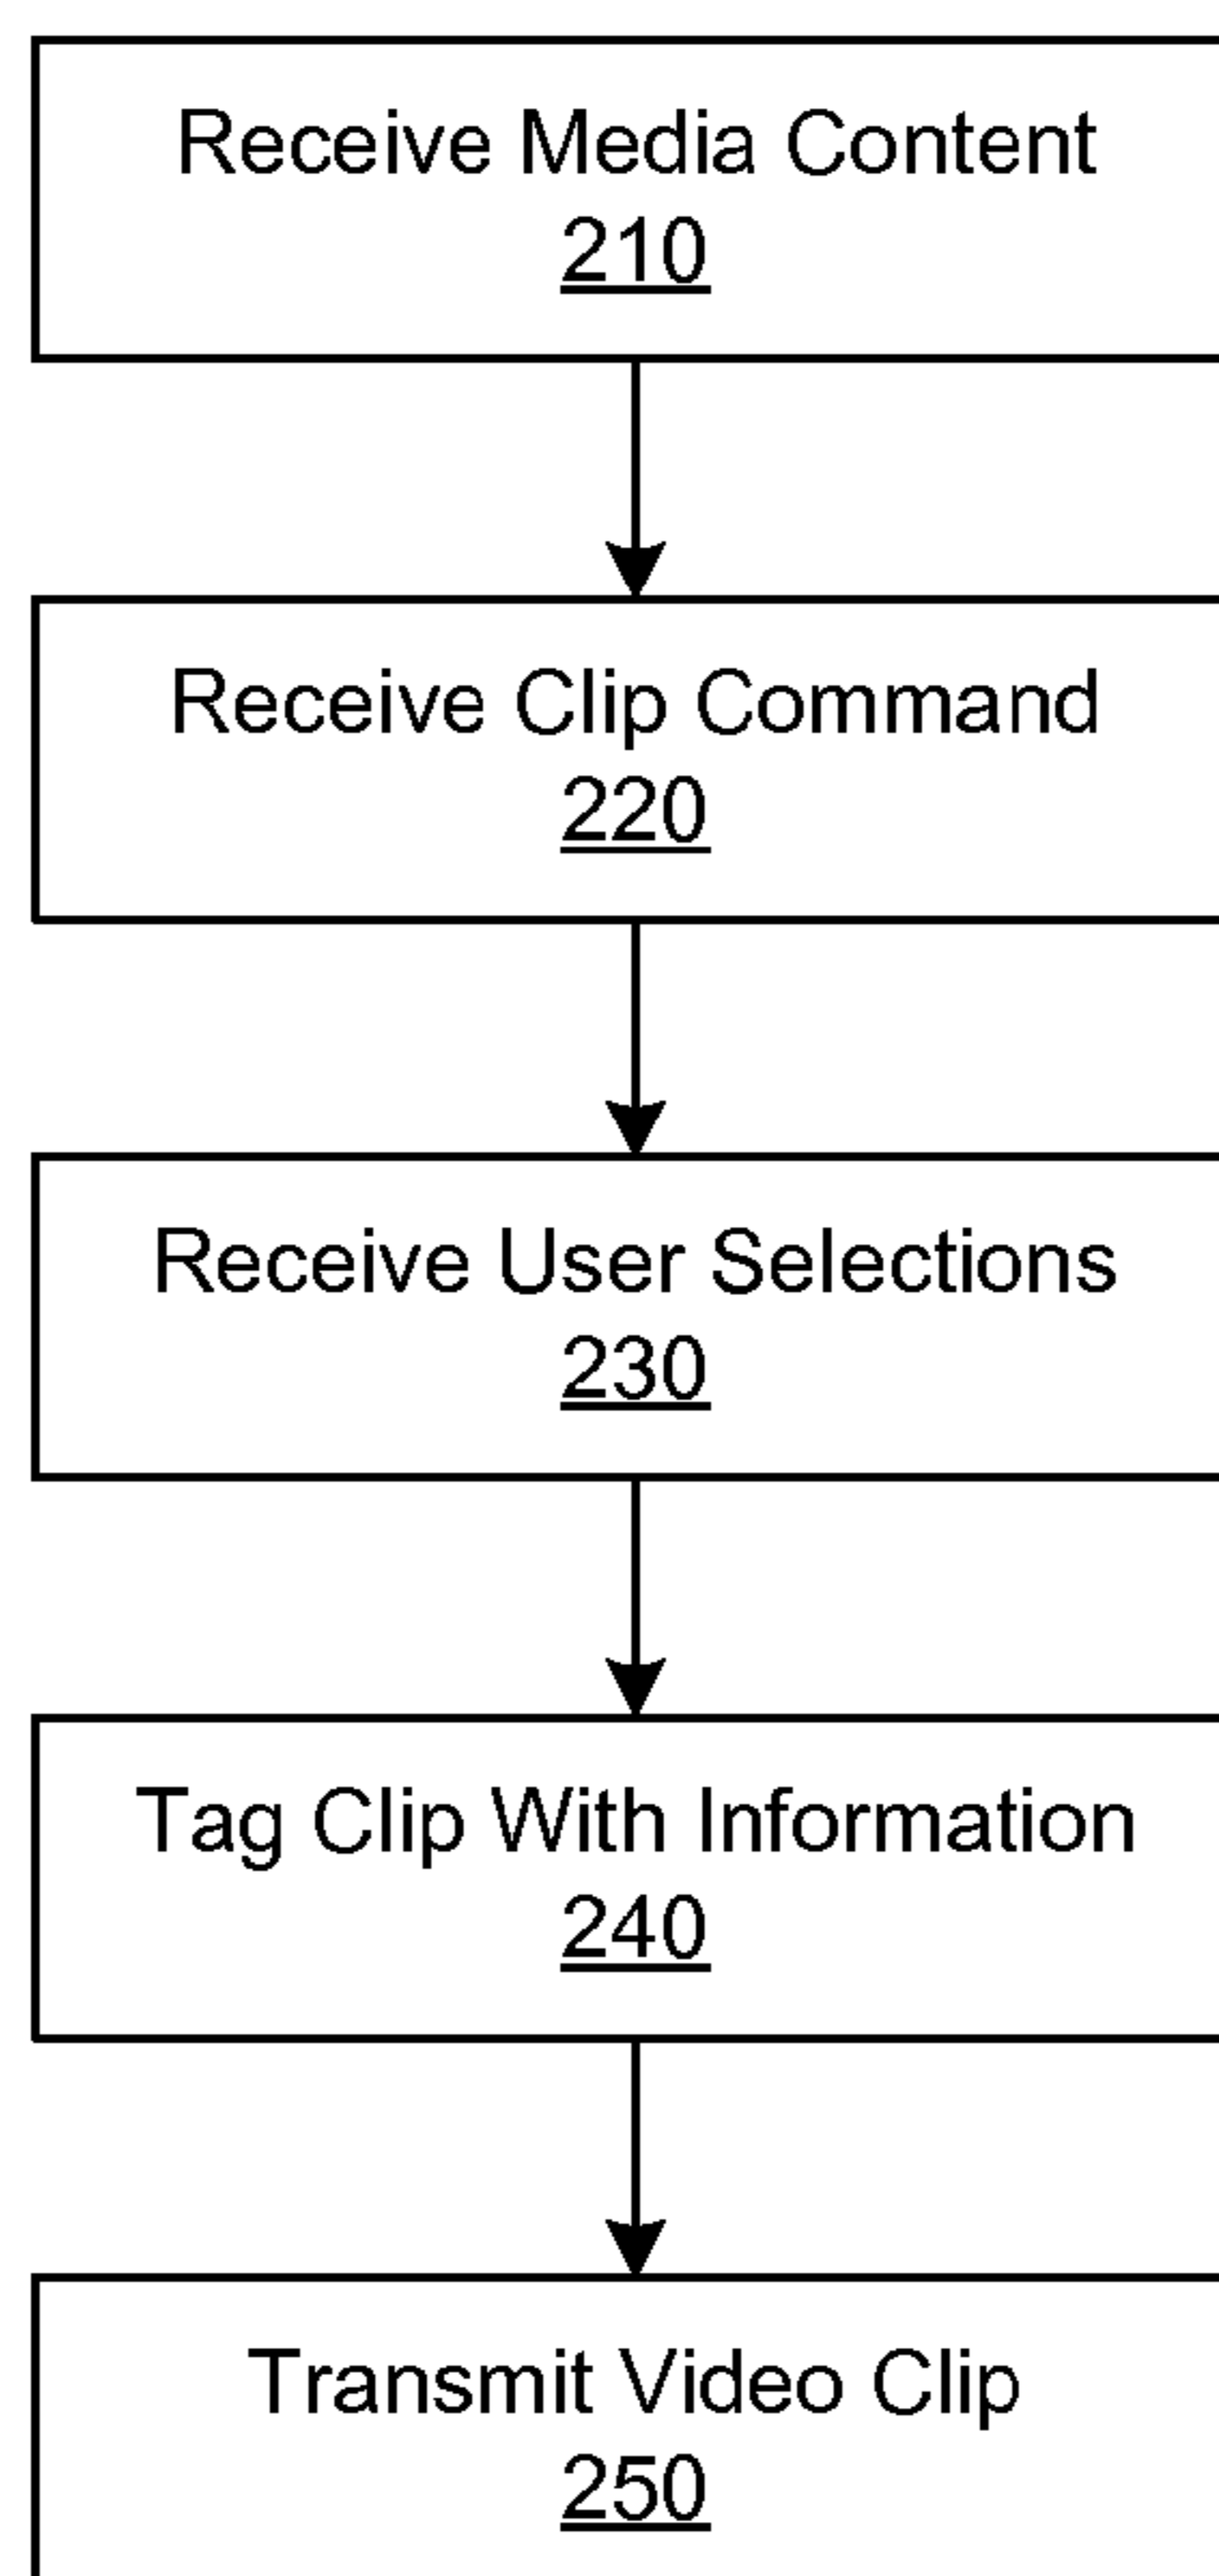 Receive Media Content
210
Receive Clip Command
220
Receive User Selections
230
Tag Clip With Information
240
Transmit Video Clip
250